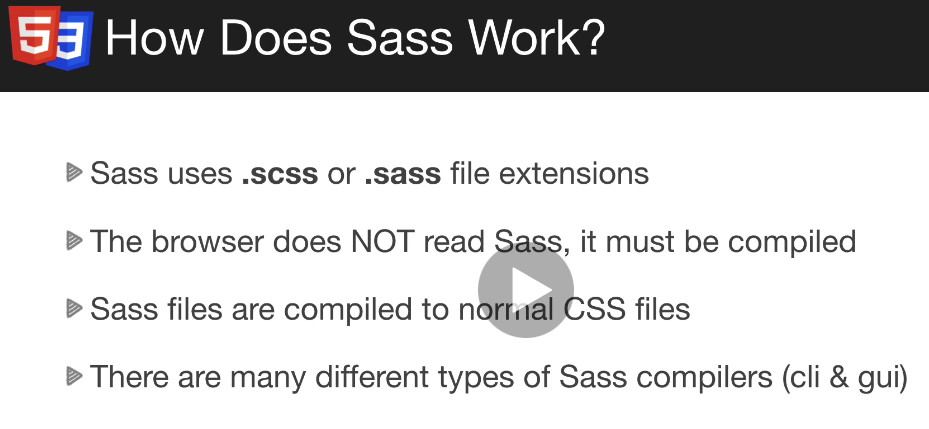 5 3 How Does Sass Work?
Sass uses .scss or .sass file extensions
The browser does NOT read Sass, it must be compiled
Sass files are compiled to normal CSS files
There are many different types of Sass compilers (cli & gui)